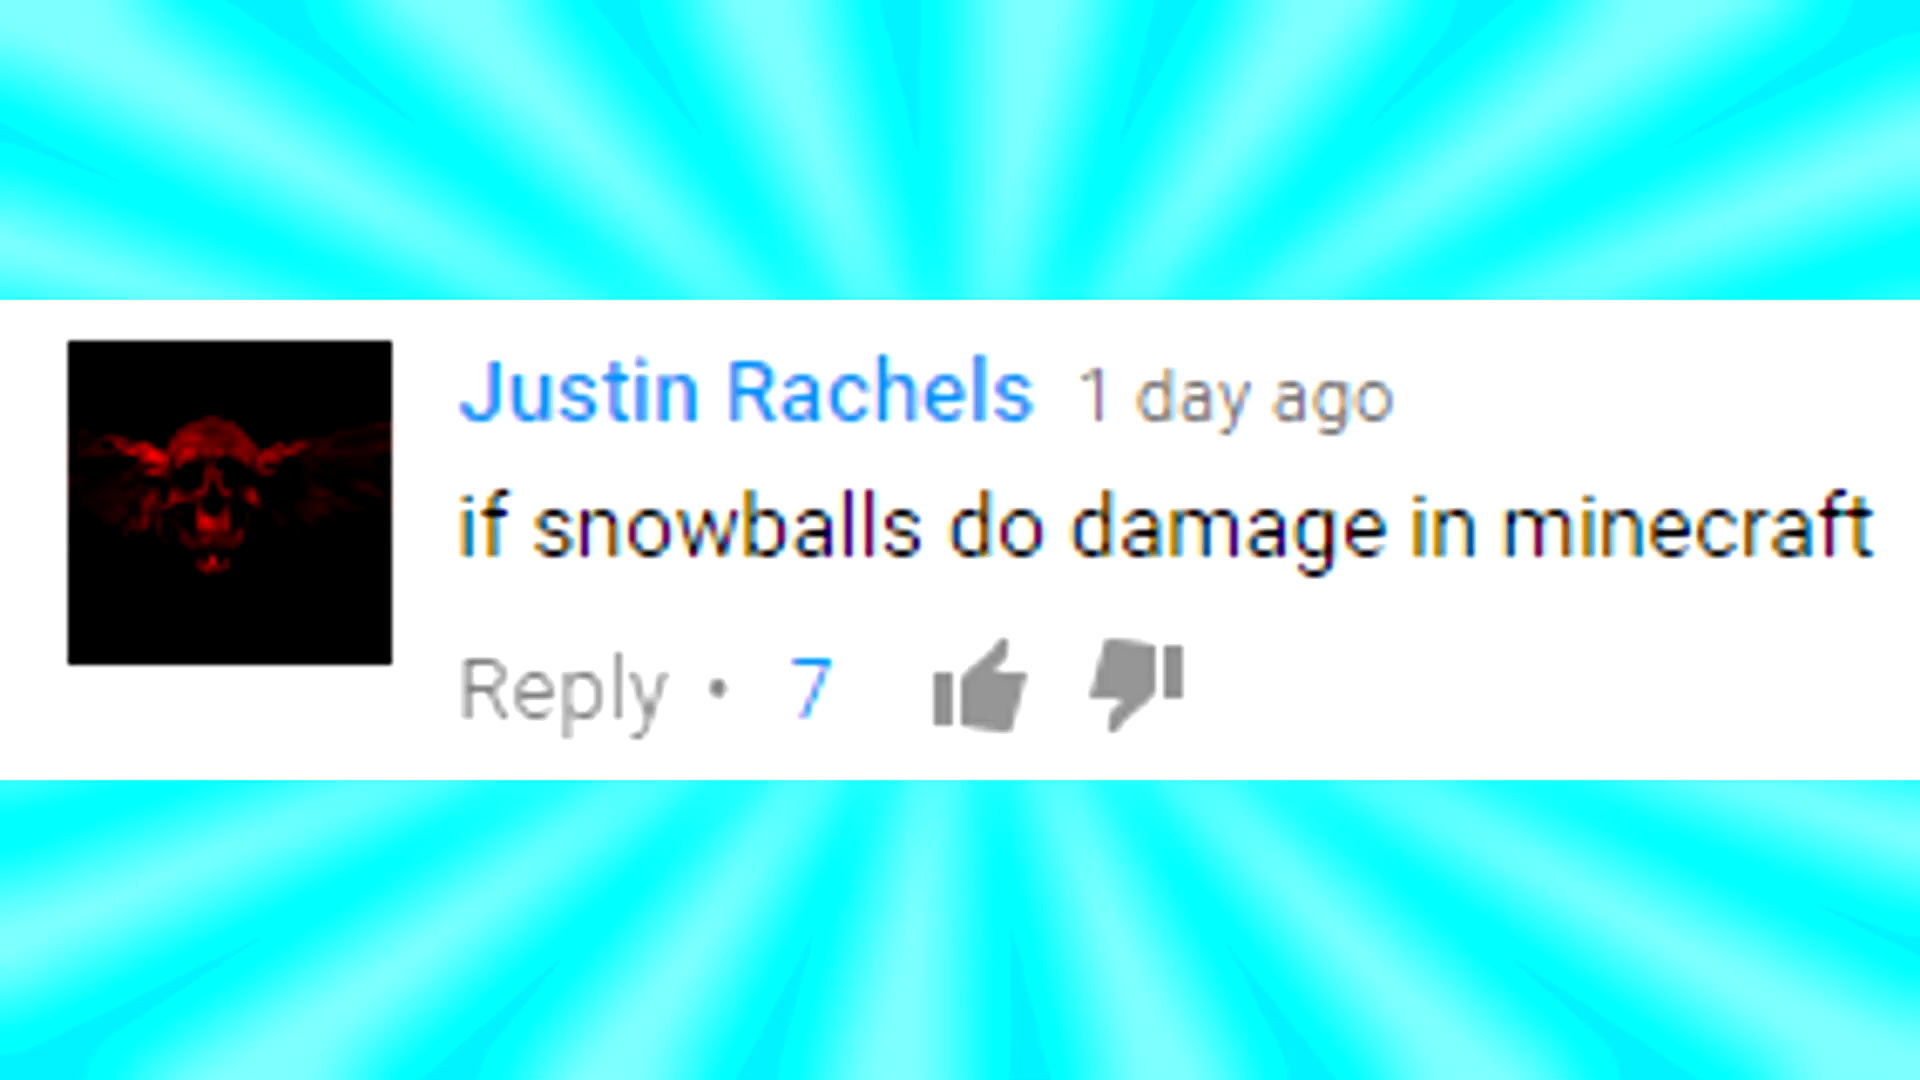 Justin Rachels 1 day ago
if snowballs do damage in minecraft
Reply • 7